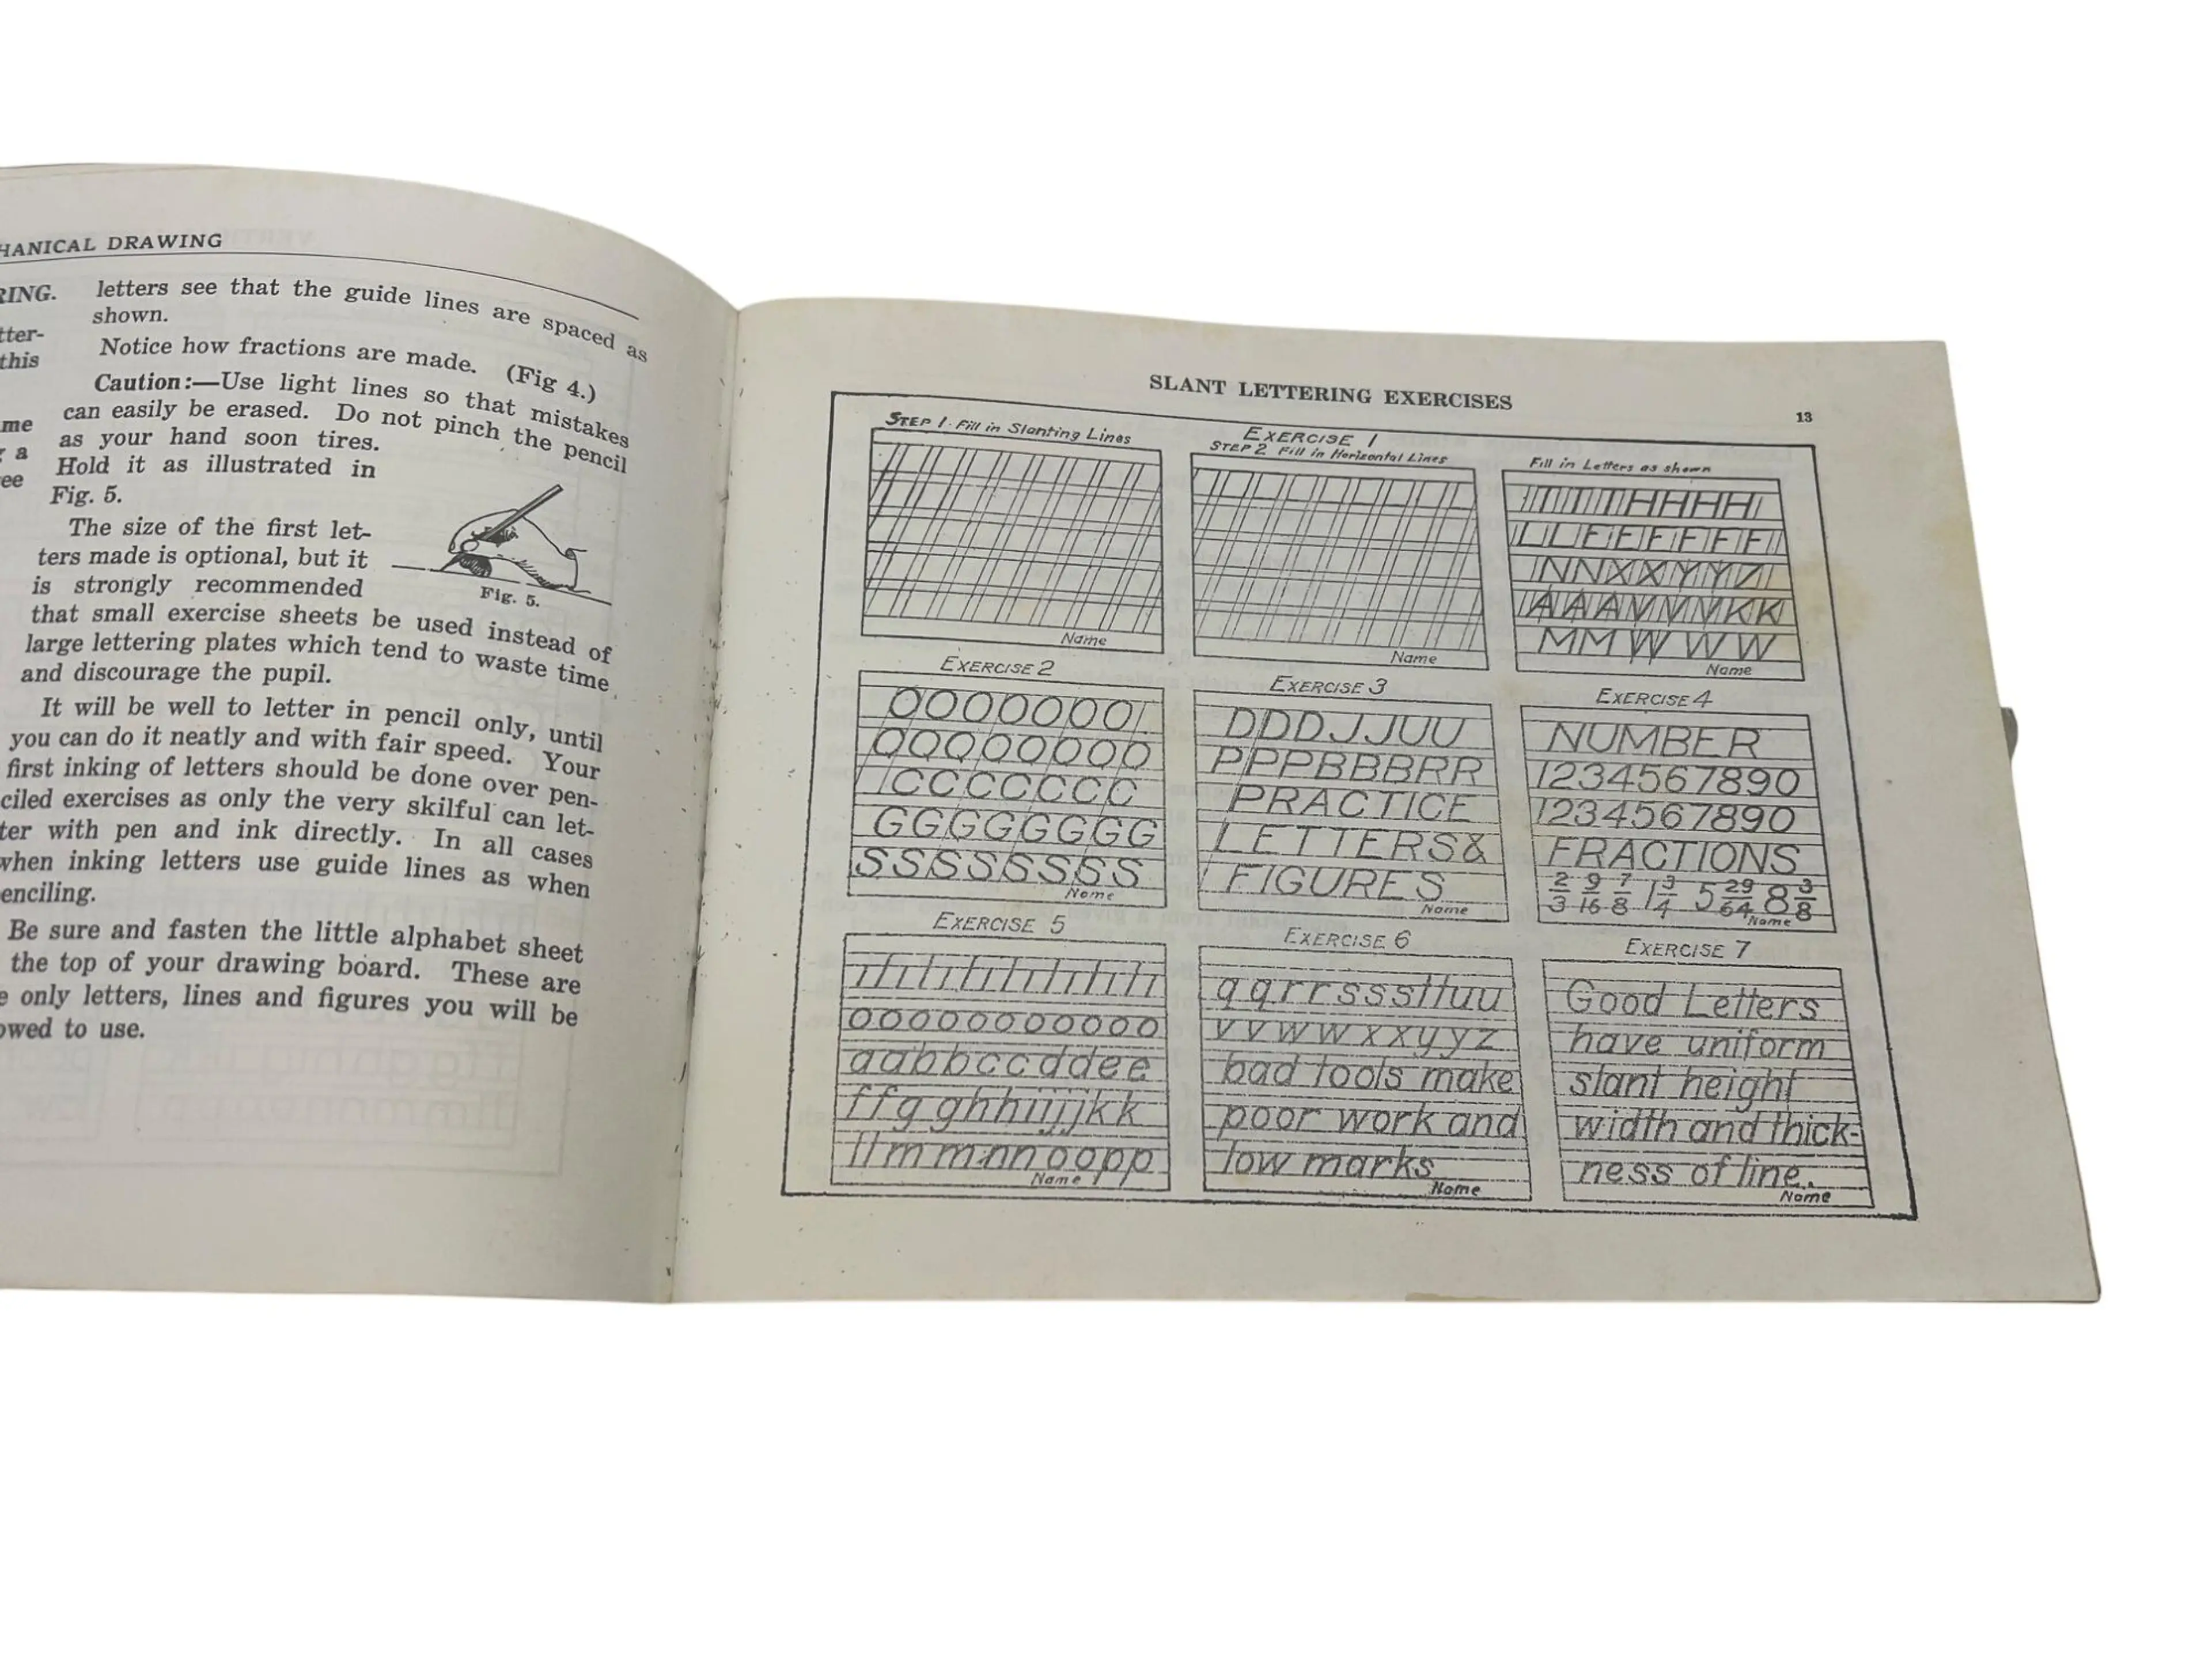 HANICAL DRAWING
RING.
tter-
this
me
a
ee
letters see that the guide lines are spaced as
shown.
Notice how fractions are made. (Fig 4.)
Caution:—Use light lines so that mistakes
can easily be erased. Do not pinch the pencil
as your hand soon tires.
Hold it as illustrated in
Fig. 5.
The size of the first let-
ters made is optional, but it
is strongly recommended
Fig. 5.
that small exercise sheets be used instead of
large lettering plates which tend to waste time
and discourage the pupil.
It will be well to letter in pencil only, until
you can do it neatly and with fair speed. Your
first inking of letters should be done over pen-
ciled exercises as only the very skilful can let-
ter with pen and ink directly. In all cases
when inking letters use guide lines as when
enciling.
Be sure and fasten the little alphabet sheet
the top of your drawing board. These are
e only letters, lines and figures you will be
owed to use.
SLANT LETTERING EXERCISES
13
STEP 1. Fill in Slanting Lines
Name
EXERCISE 1
STEP 2 Fill in Horizontal Lines
Name
Fill in Letters as shown
HHHH
LLFEFFFF
NNXXYYZ
AAAVVVKK
MMWWW
Name
EXERCISE 2
OOOOOOO
QQQQQQQQ
CCCCCCC
GGGGGGGG
SSSSSSSS
Name
EXERCISE 3
DDDJJUU
PPPBBBRR
PRACTICE
LETTERS&
FIGURES
Name
EXERCISE 4
NUMBER
1234567890
1234567890
FRACTIONS
2/3 9/16 7/8 1 3/4 5 29/64 8 3/8
Name
EXERCISE 5
ooooooooooo
aabbccddee
ffgghhiijjkk
llmmnnoopp
Name
EXERCISE 6
qqrrsssttuu
vvwwxxyyz
bad tools make
poor work and
low marks
Name
EXERCISE 7
Good Letters
have uniform
slant height
width and thick-
ness of line.
Name